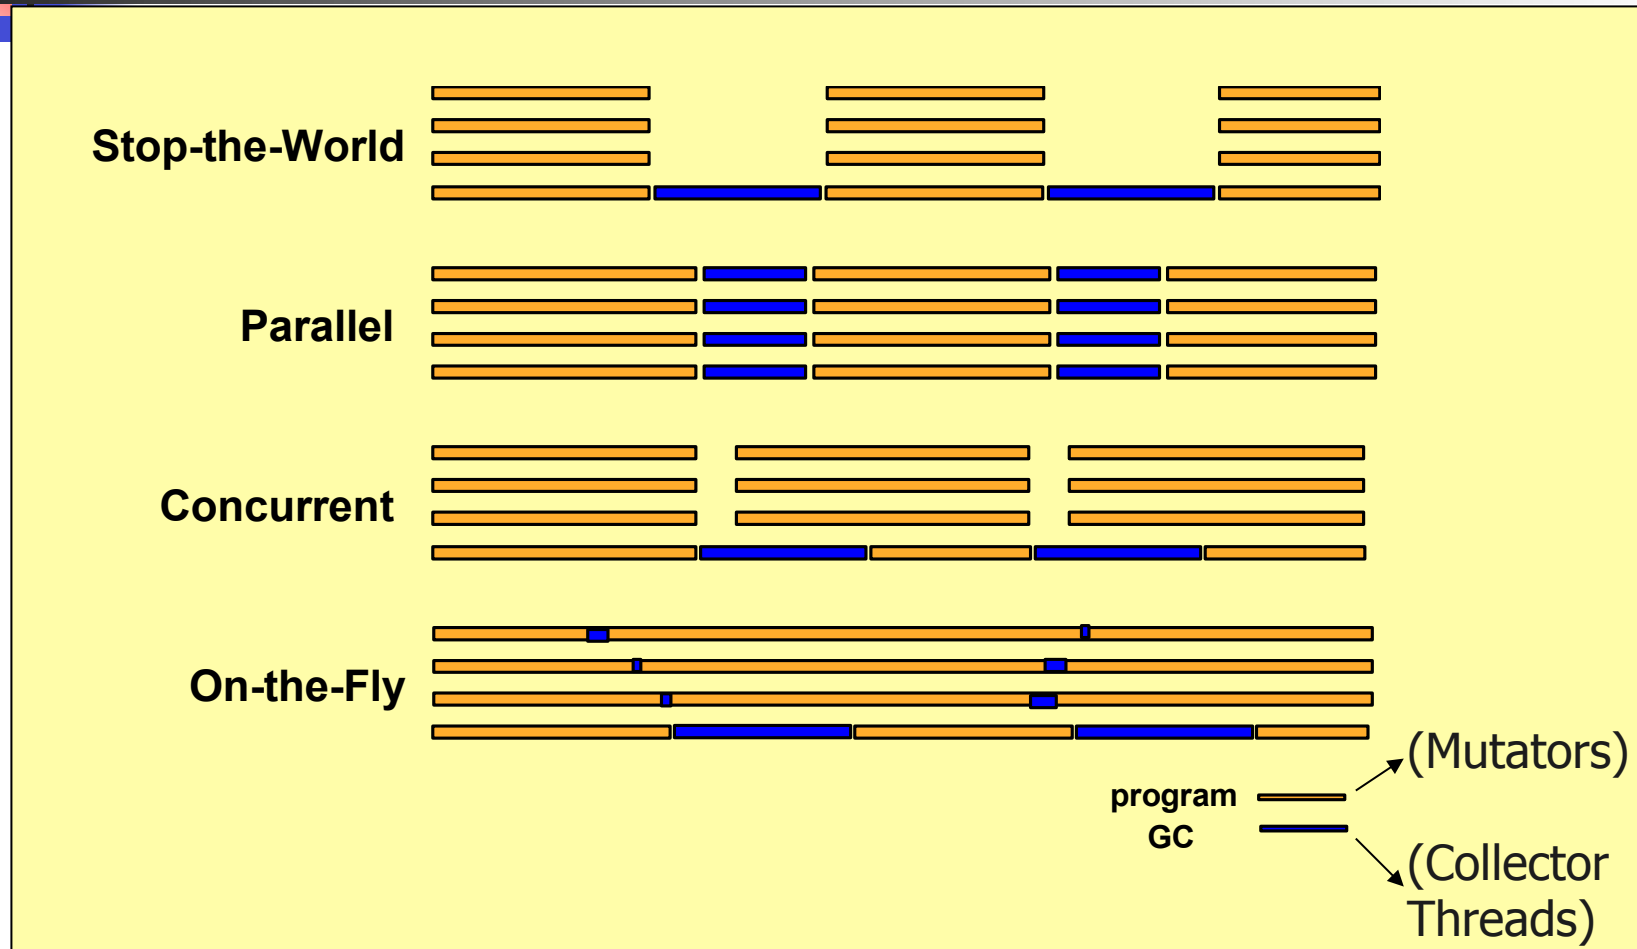 Stop-the-World
Parallel
Concurrent
On-the-Fly
(Mutators)
program
GC
(Collector
Threads)